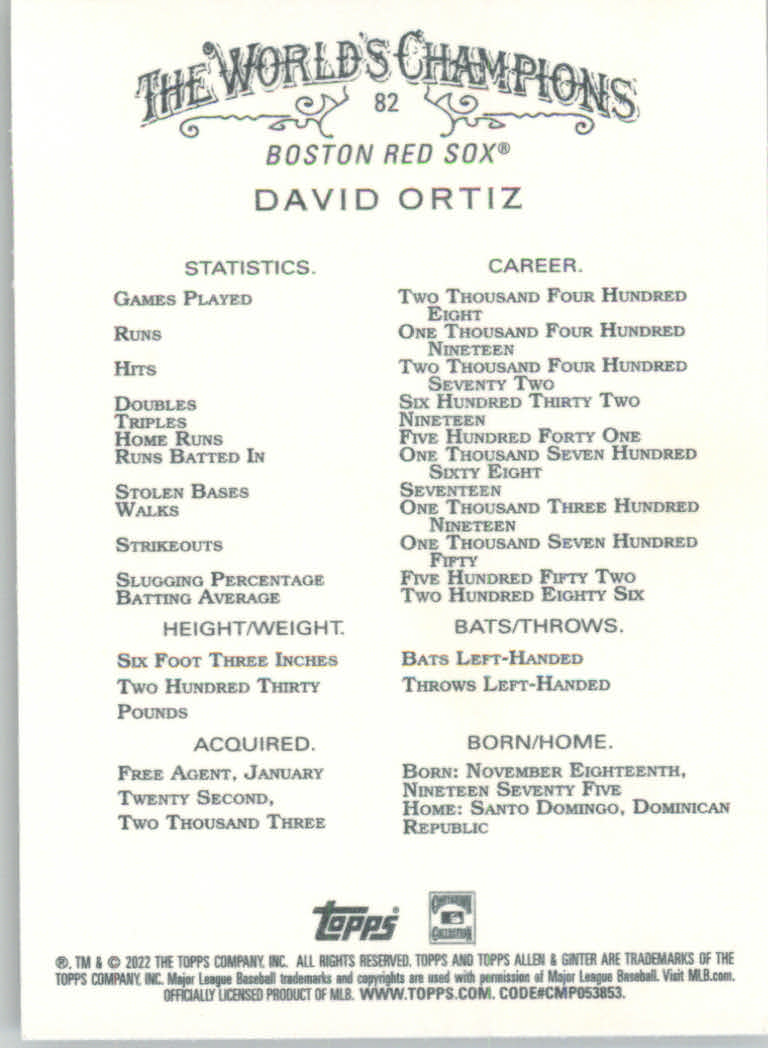 THE WORLD'S CHAMPIONS
82
BOSTON RED SOX®
DAVID ORTIZ
STATISTICS.
GAMES PLAYED
RUNS
HITS
DOUBLES
TRIPLES
HOME RUNS
RUNS BATTED IN
STOLEN BASES
WALKS
STRIKEOUTS
SLUGGING PERCENTAGE
BATTING AVERAGE
CAREER.
TWO THOUSAND FOUR HUNDRED
EIGHT
ONE THOUSAND FOUR HUNDRED
NINETEEN
TWO THOUSAND FOUR HUNDRED
SEVENTY TWO
SIX HUNDRED THIRTY TWO
NINETEEN
FIVE HUNDRED FORTY ONE
ONE THOUSAND SEVEN HUNDRED
SIXTY EIGHT
SEVENTEEN
ONE THOUSAND THREE HUNDRED
NINETEEN
ONE THOUSAND SEVEN HUNDRED
FIFTY
FIVE HUNDRED FIFTY TWO
TWO HUNDRED EIGHTY SIX
HEIGHT/WEIGHT.
SIX FOOT THREE INCHES
TWO HUNDRED THIRTY
POUNDS
BATS/THROWS.
BATS LEFT-HANDED
THROWS LEFT-HANDED
ACQUIRED.
FREE AGENT, JANUARY
TWENTY SECOND,
TWO THOUSAND THREE
BORN/HOME.
BORN: NOVEMBER EIGHTEENTH,
NINETEEN SEVENTY FIVE
HOME: SANTO DOMINGO, DOMINICAN
REPUBLIC
Topps®
COOPERSTOWN
COLLECTION
®, TM & © 2022 THE TOPPS COMPANY, INC. ALL RIGHTS RESERVED. TOPPS AND TOPPS ALLEN & GINTER ARE TRADEMARKS OF THE
TOPPS COMPANY, INC. Major League Baseball trademarks and copyrights are used with permission of Major League Baseball. Visit MLB.com.
OFFICIALLY LICENSED PRODUCT OF MLB. WWW.TOPPS.COM. CODE#CMP053853.